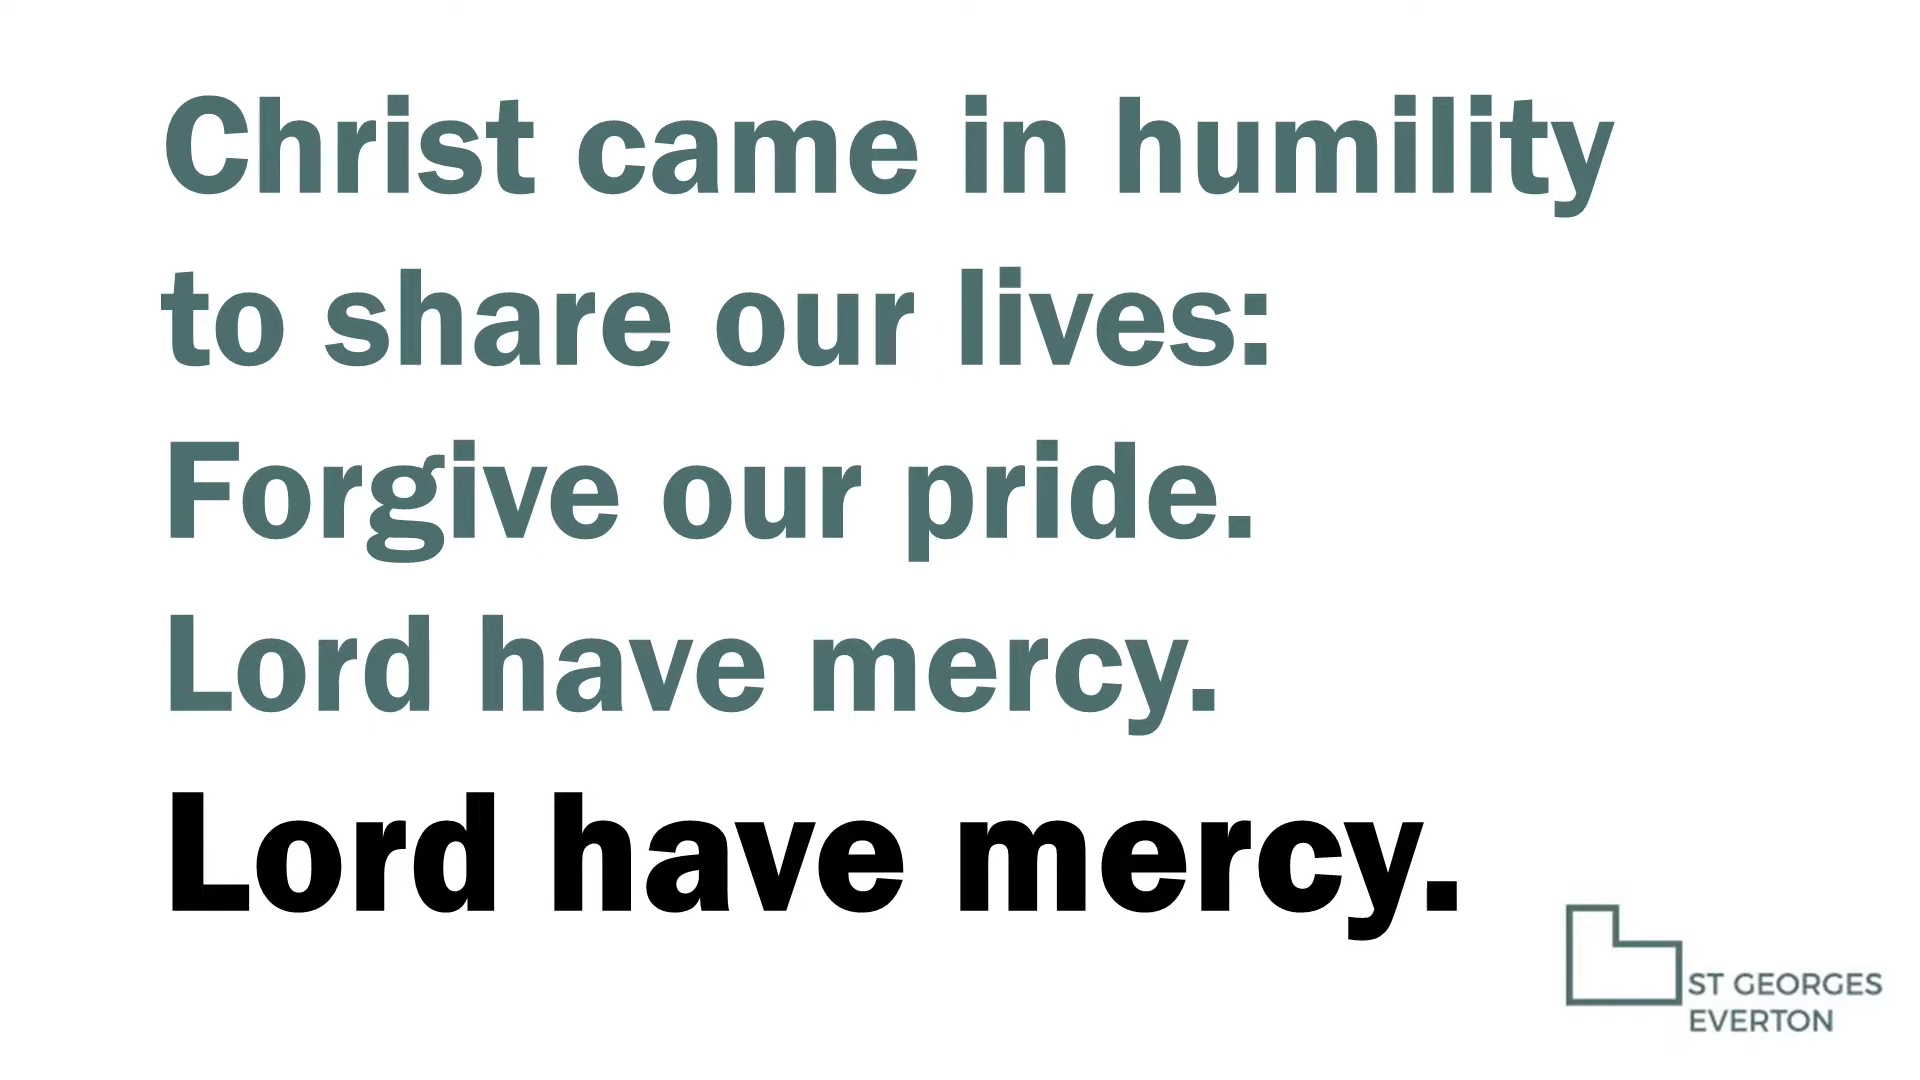 Christ came in humility
to share our lives:
Forgive our pride.
Lord have mercy.
Lord have mercy.
ST GEORGES
EVERTON